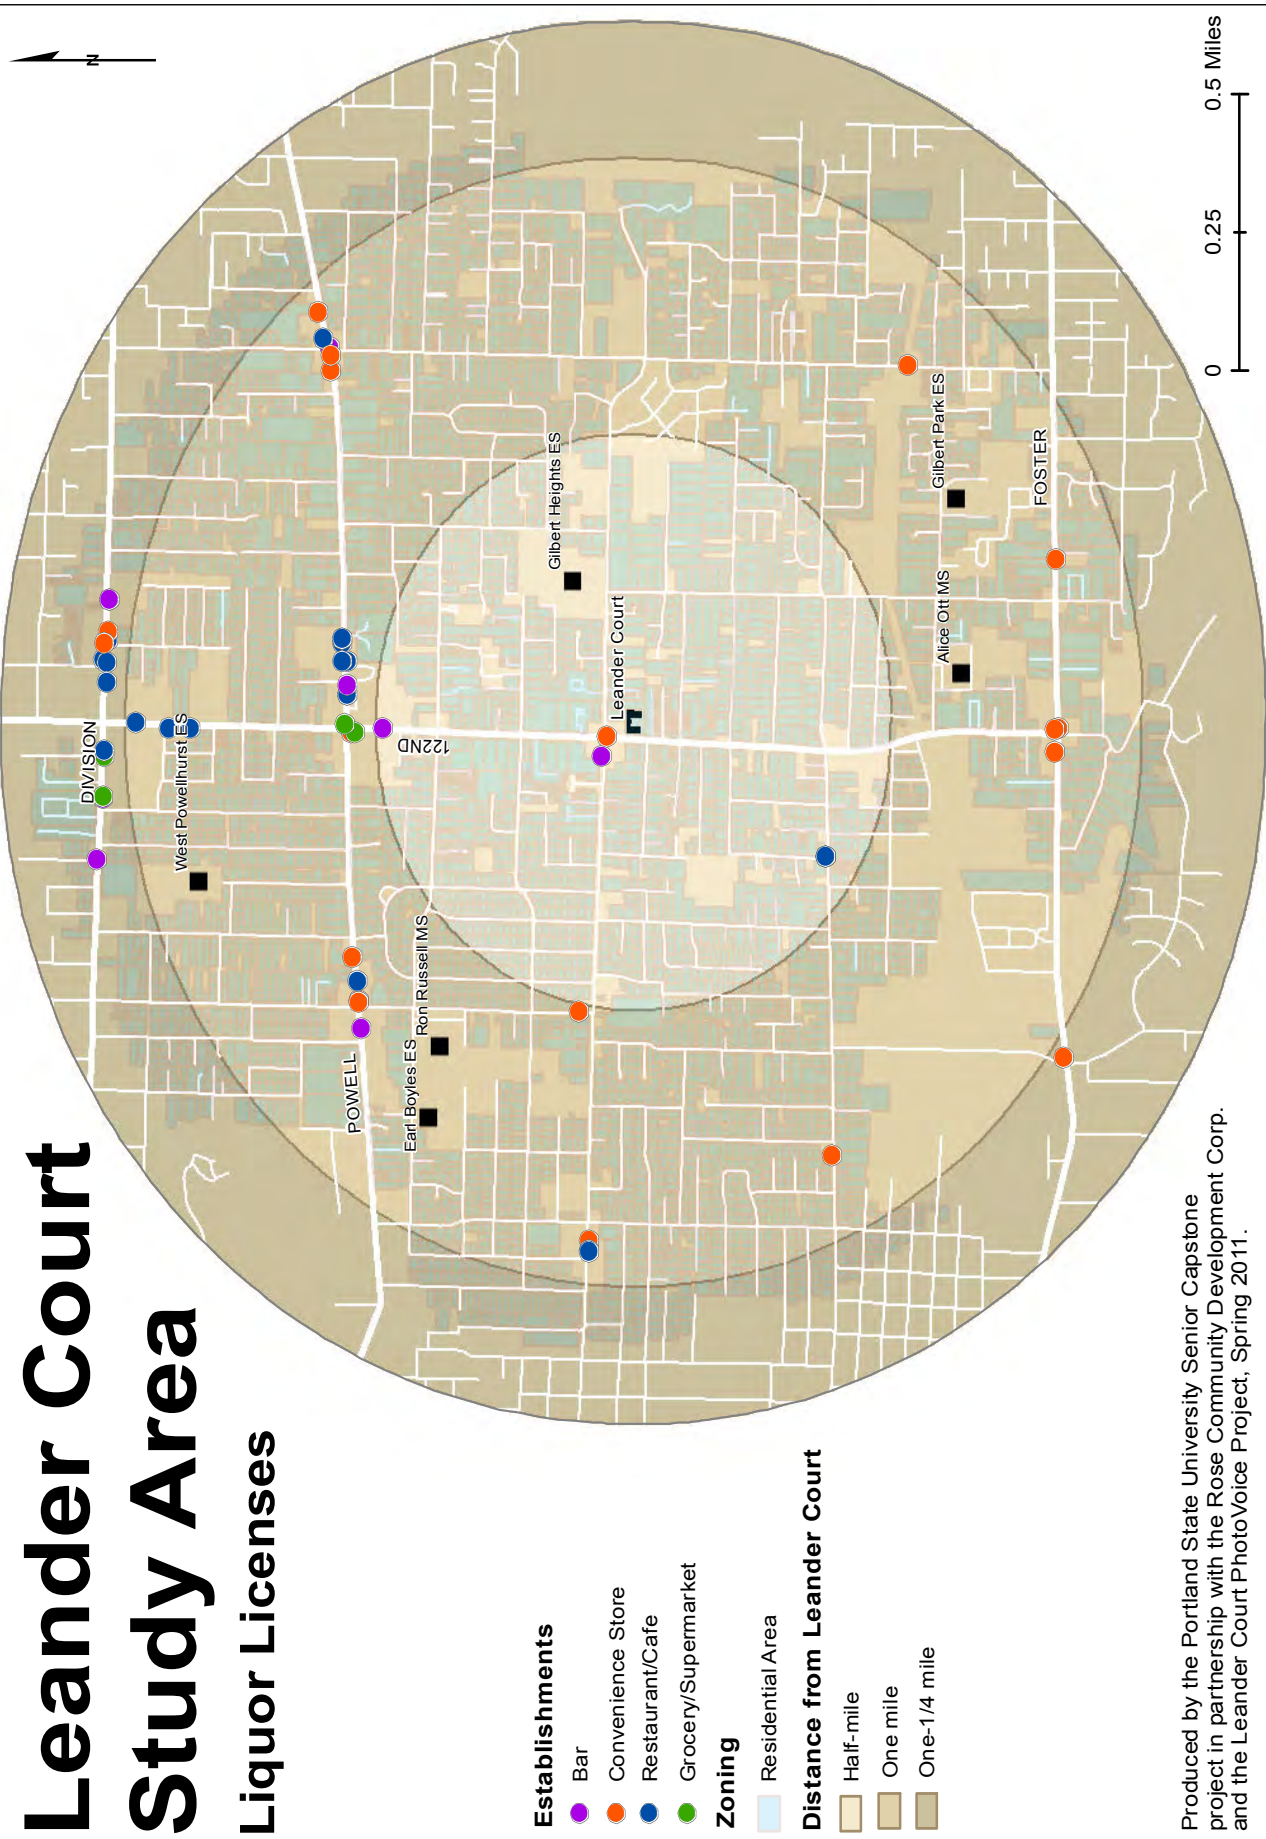 Leander Court
Study Area
Liquor Licenses
Establishments
Bar
Convenience Store
Restaurant/Cafe
Grocery/Supermarket
Zoning
Residential Area
Distance from Leander Court
Half-mile
One mile
One-1/4 mile
N
DIVISION
West Powellhurst ES
POWELL
122ND
Earl Boyles ES
Ron Russell MS
Gilbert Heights ES
Leander Court
Alice Ott MS
Gilbert Park ES
FOSTER
0 0.25 0.5 Miles
Produced by the Portland State University Senior Capstone
project in partnership with the Rose Community Development Corp.
and the Leander Court PhotoVoice Project, Spring 2011.